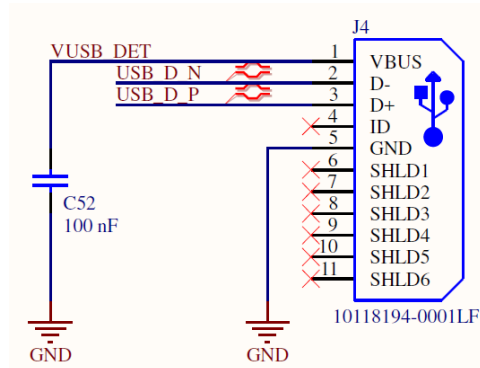 J4
VUSB_DET 1 VBUS
USB_D_N 2 D-
USB_D_P 3 D+
4 ID
5 GND
6 SHLD1
7 SHLD2
8 SHLD3
9 SHLD4
10 SHLD5
11 SHLD6
C52
100 nF
10118194-0001LF
GND GND